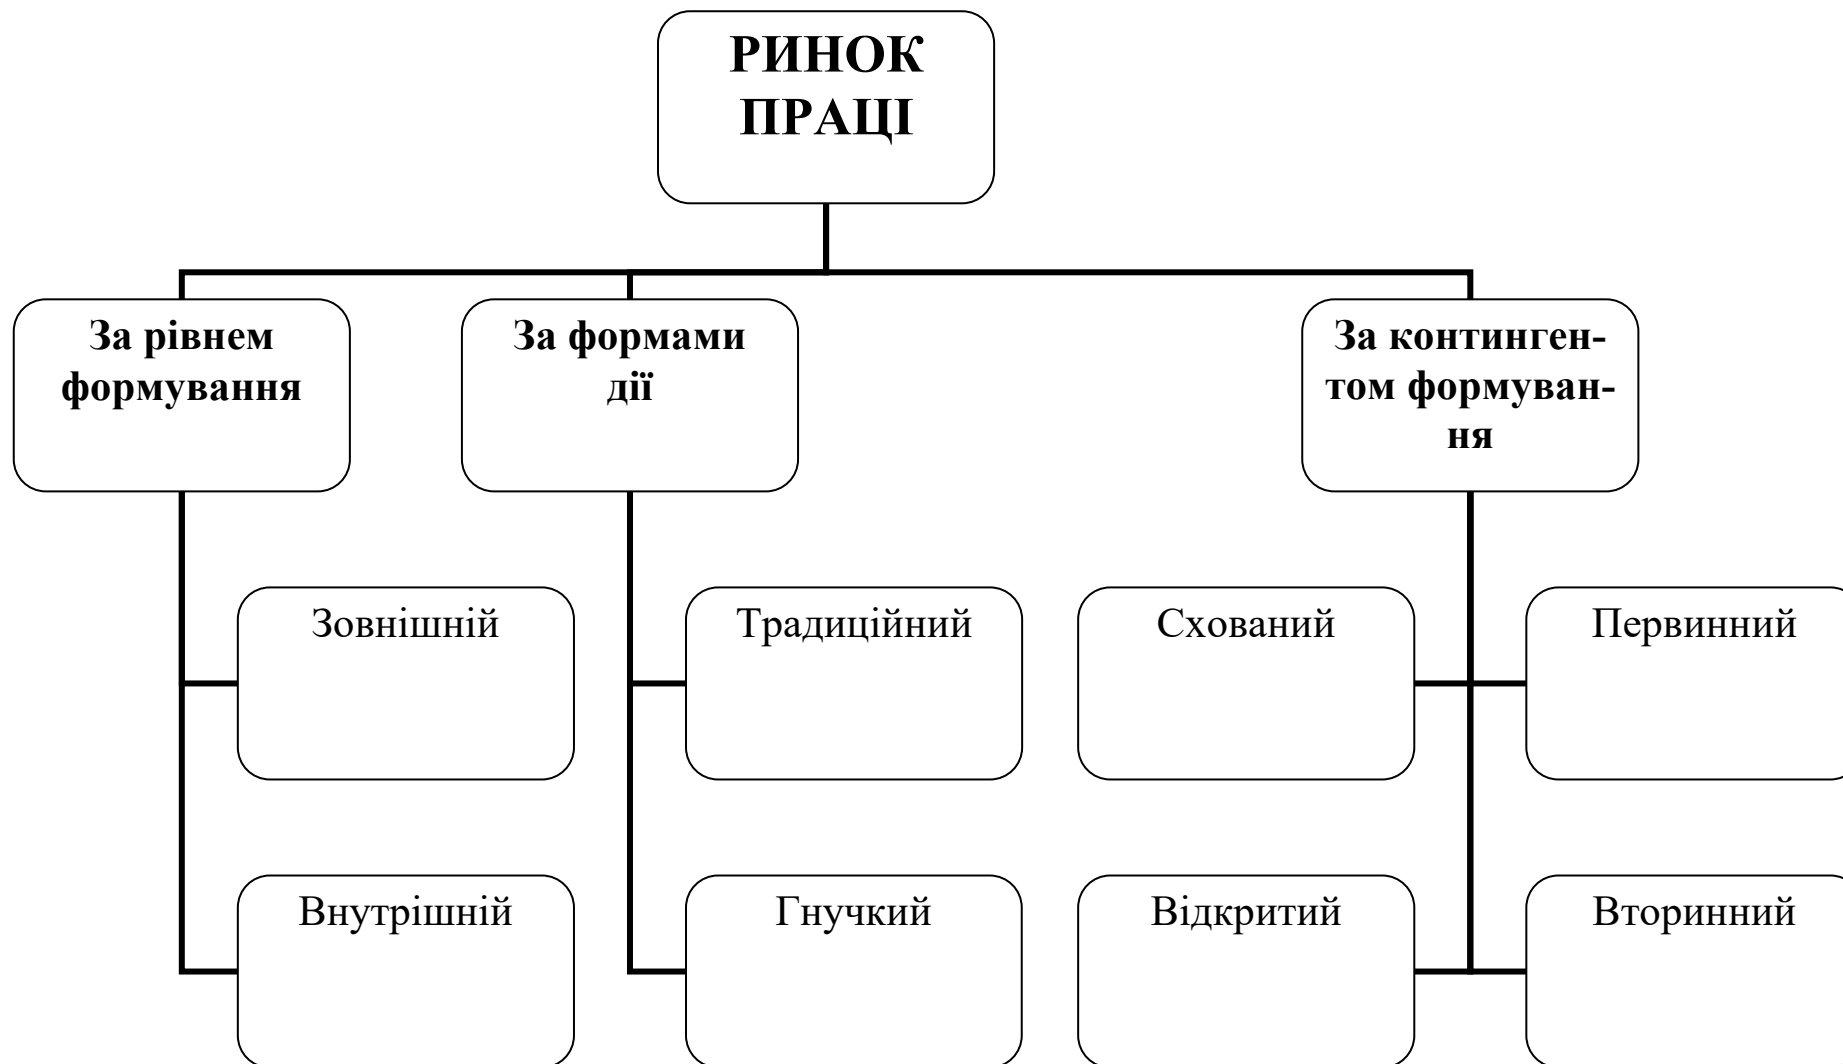 РИНОК
ПРАЦІ
За рівнем
формування
За формами
дії
За континген-
том формуван-
ня
Зовнішній
Традиційний
Схований
Первинний
Внутрішній
Гнучкий
Відкритий
Вторинний